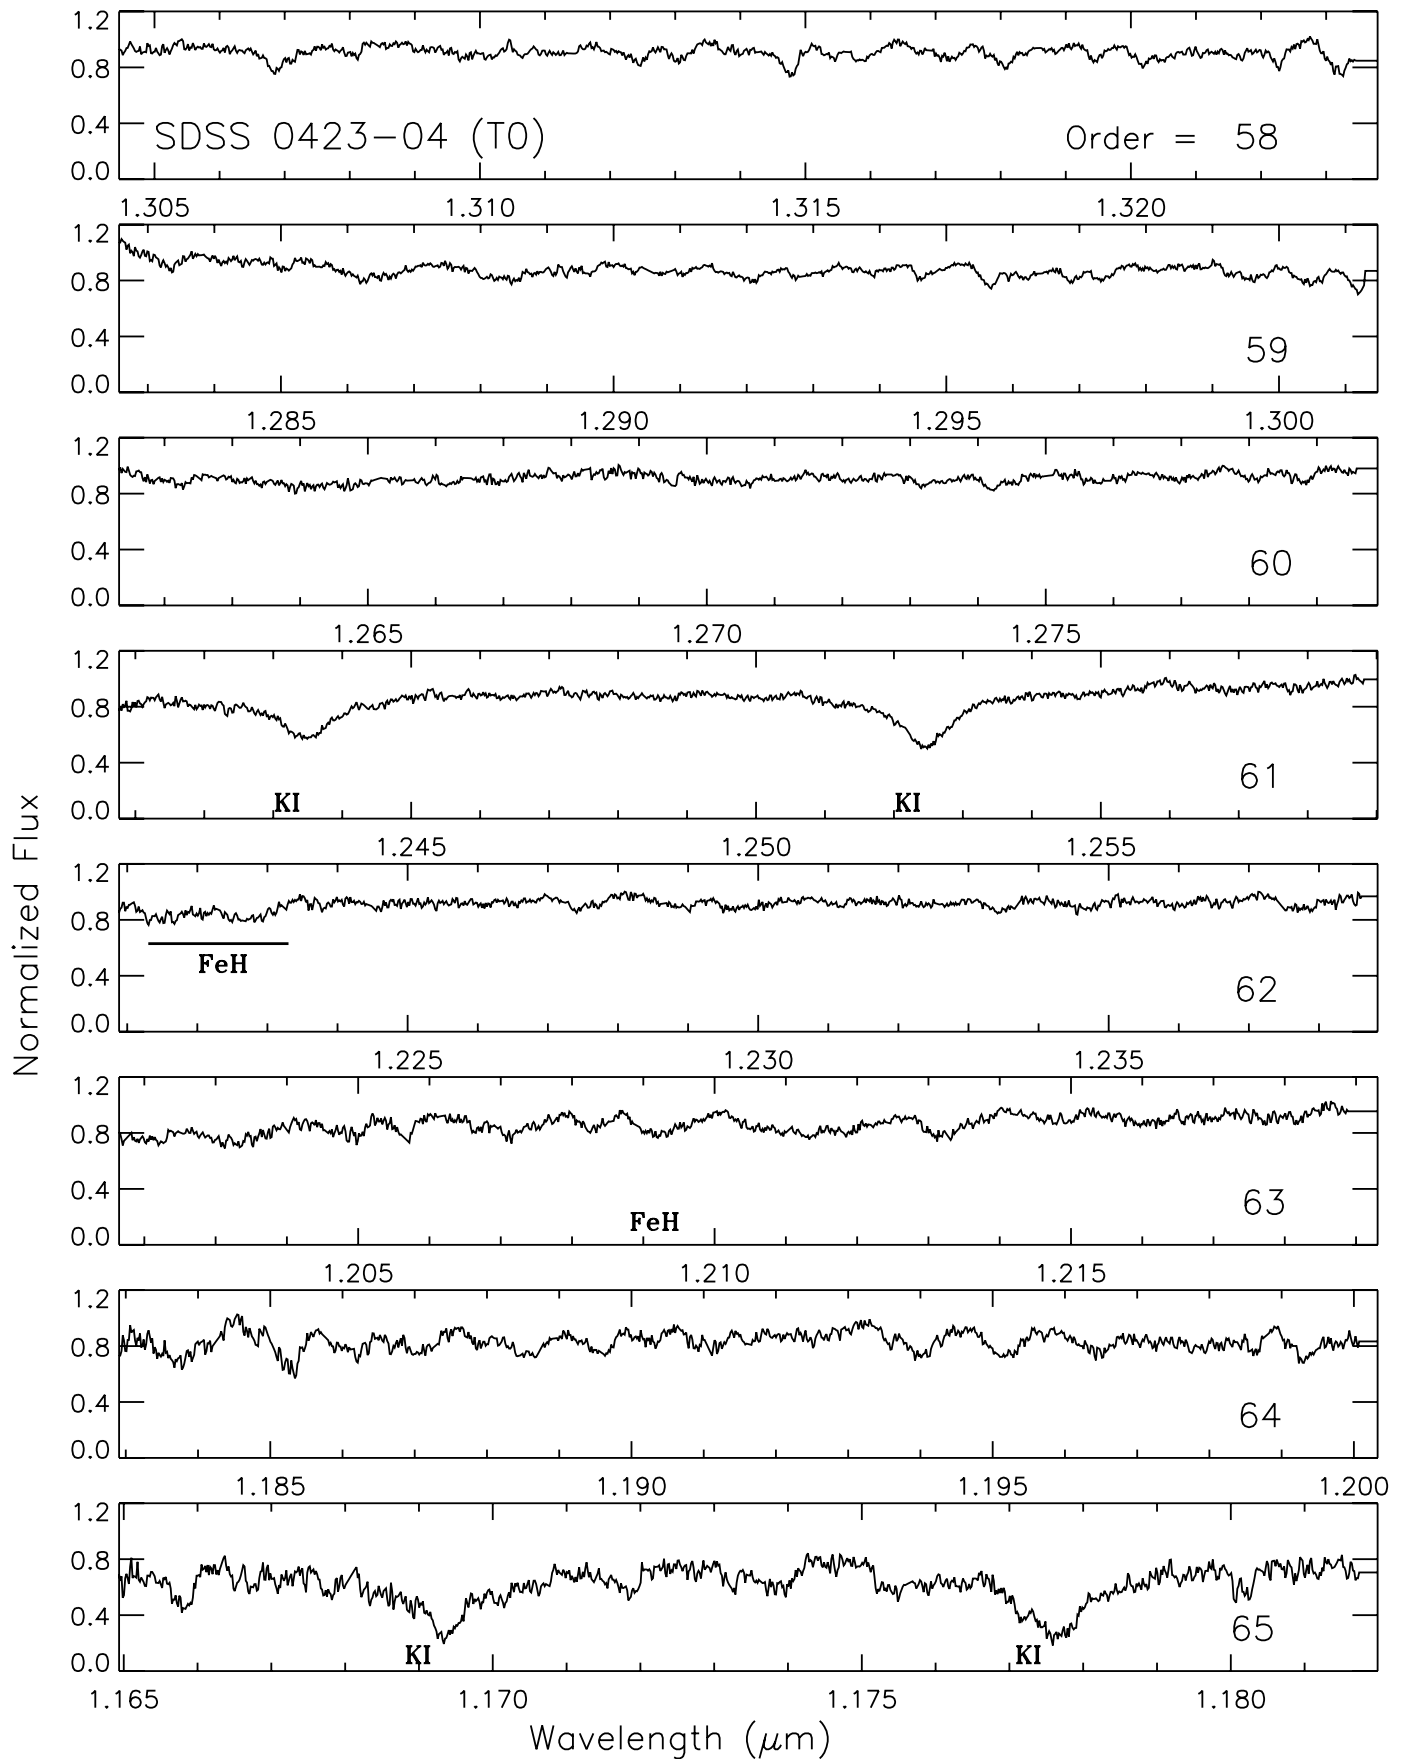 1.2
0.8
0.4
0.0
SDSS 0423-04 (T0)
Order = 58
1.305 1.310 1.315 1.320
1.2
0.8
0.4
0.0
59
1.285 1.290 1.295 1.300
1.2
0.8
0.4
0.0
60
1.265 1.270 1.275
1.2
0.8
0.4
0.0
KI KI
61
1.245 1.250 1.255
1.2
0.8
0.4
0.0
FeH
62
1.225 1.230 1.235
1.2
0.8
0.4
0.0
FeH
63
1.205 1.210 1.215
1.2
0.8
0.4
0.0
64
1.185 1.190 1.195 1.200
1.2
0.8
0.4
0.0
KI KI
65
1.165 1.170 1.175 1.180
Wavelength (μm)
Normalized Flux